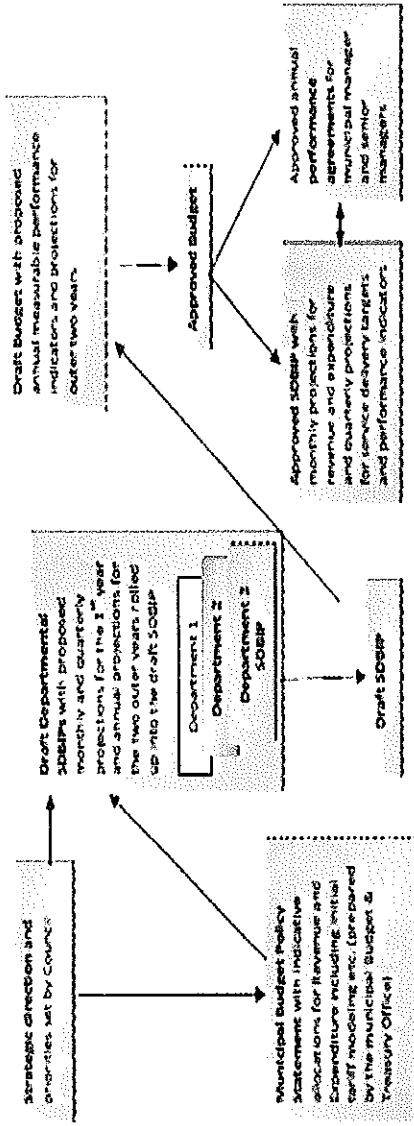 Strategic direction and
priorities set by Council
Municipal Budget Policy
Statement with indicative
allocations for Revenue and
Expenditure including initial
tariff modeling etc. (prepared
by the municipal Budget &
Treasury Office)
Draft Departmental
SDBIPs with proposed
monthly and quarterly
projections for the 1st year
and annual projections for
the two outer years rolled
up into the draft SDBIP
Department 1
Department 2
Department 3
SDBIP
Draft SDBIP
Draft Budget with proposed
annual measurable performance
indicators and projections for
outer two years
Approved Budget
Approved SDBIP with
monthly projections for
revenue and expenditure
and quarterly projections
for service delivery targets
and performance indicators
Approved annual
performance
agreements for
municipal manager
and senior
managers